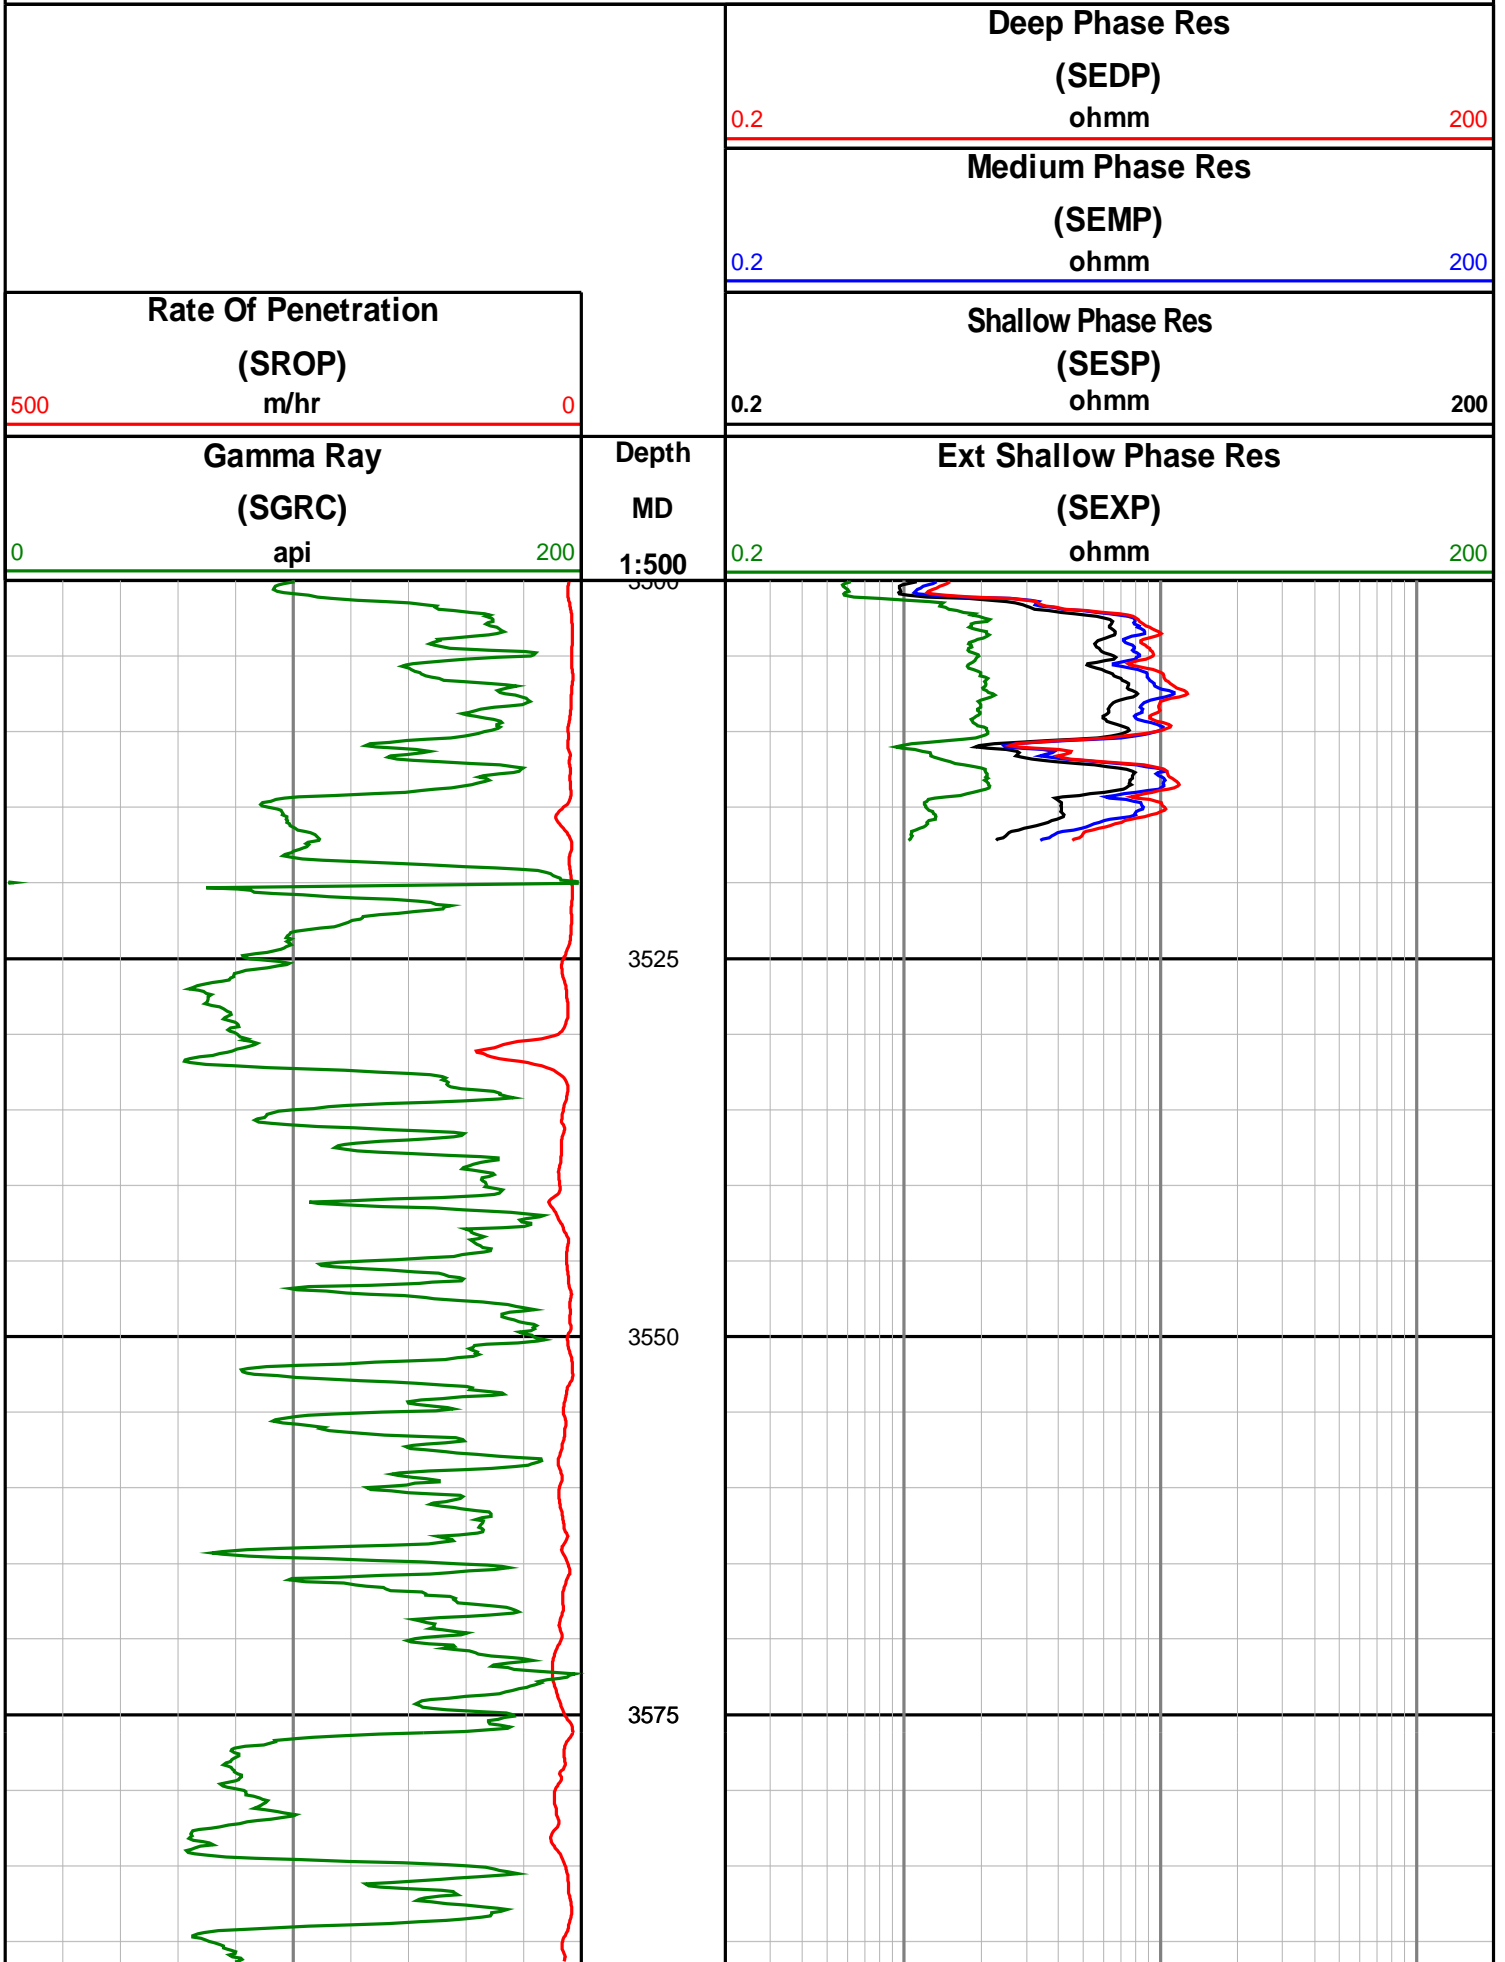 Deep Phase Res
(SEDP)
0.2 ohmm 200
Medium Phase Res
(SEMP)
0.2 ohmm 200
Rate Of Penetration
(SROP)
500 m/hr 0
Shallow Phase Res
(SESP)
0.2 ohmm 200
Gamma Ray
(SGRC)
0 api 200
Depth
MD
1:500
Ext Shallow Phase Res
(SEXP)
0.2 ohmm 200
3500
3525
3550
3575